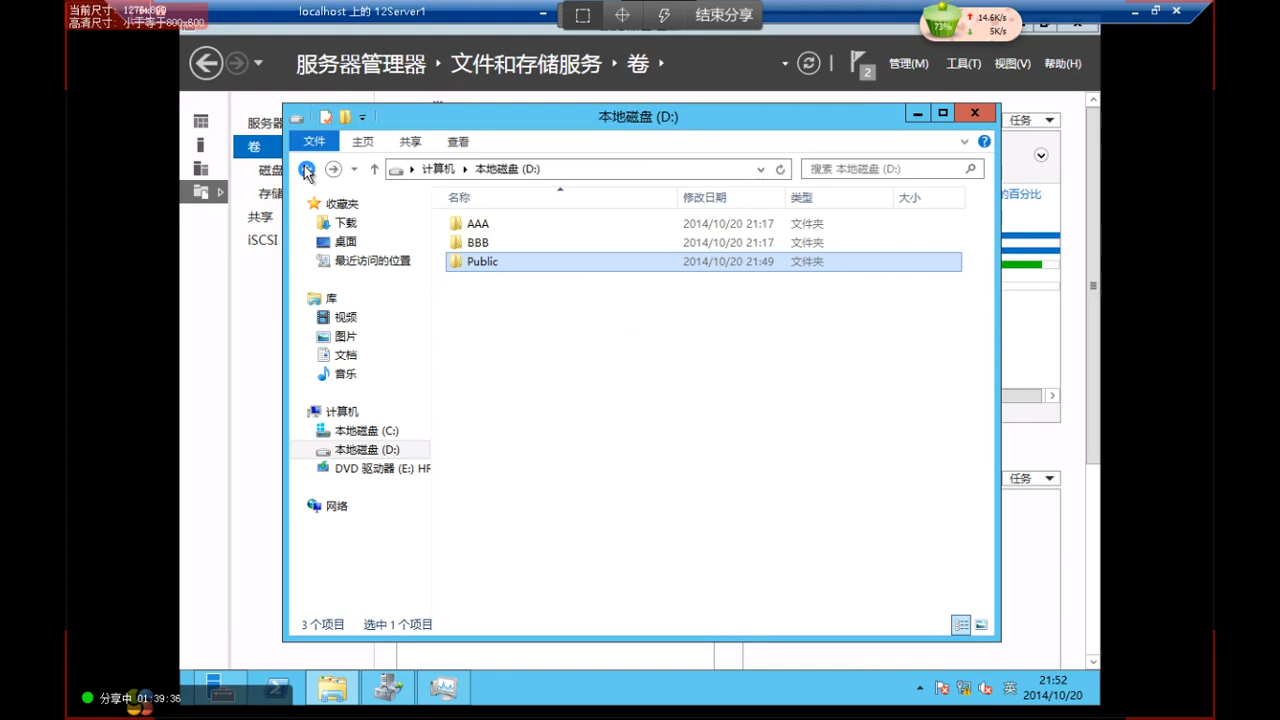 localhost 上的 12Server1
高清尺寸: 小于等于800x600
结束分享
73%
14.6K/s
5K/s
服务器管理器 文件和存储服务 卷
2
管理(M) 工具(T) 视图(V) 帮助(H)
服务器
卷
磁盘
存储
共享
iSCSI
任务
的百分比
任务
本地磁盘 (D:)
文件 主页 共享 查看
计算机 本地磁盘 (D:)
搜索 本地磁盘 (D:)
名称 修改日期 类型 大小
AAA 2014/10/20 21:17 文件夹
BBB 2014/10/20 21:17 文件夹
Public 2014/10/20 21:49 文件夹
收藏夹
下载
桌面
最近访问的位置
库
视频
图片
文档
音乐
计算机
本地磁盘 (C:)
本地磁盘 (D:)
DVD 驱动器 (E:) HR
网络
3 个项目 选中 1 个项目
分享中 01:39:36
英
21:52
2014/10/20